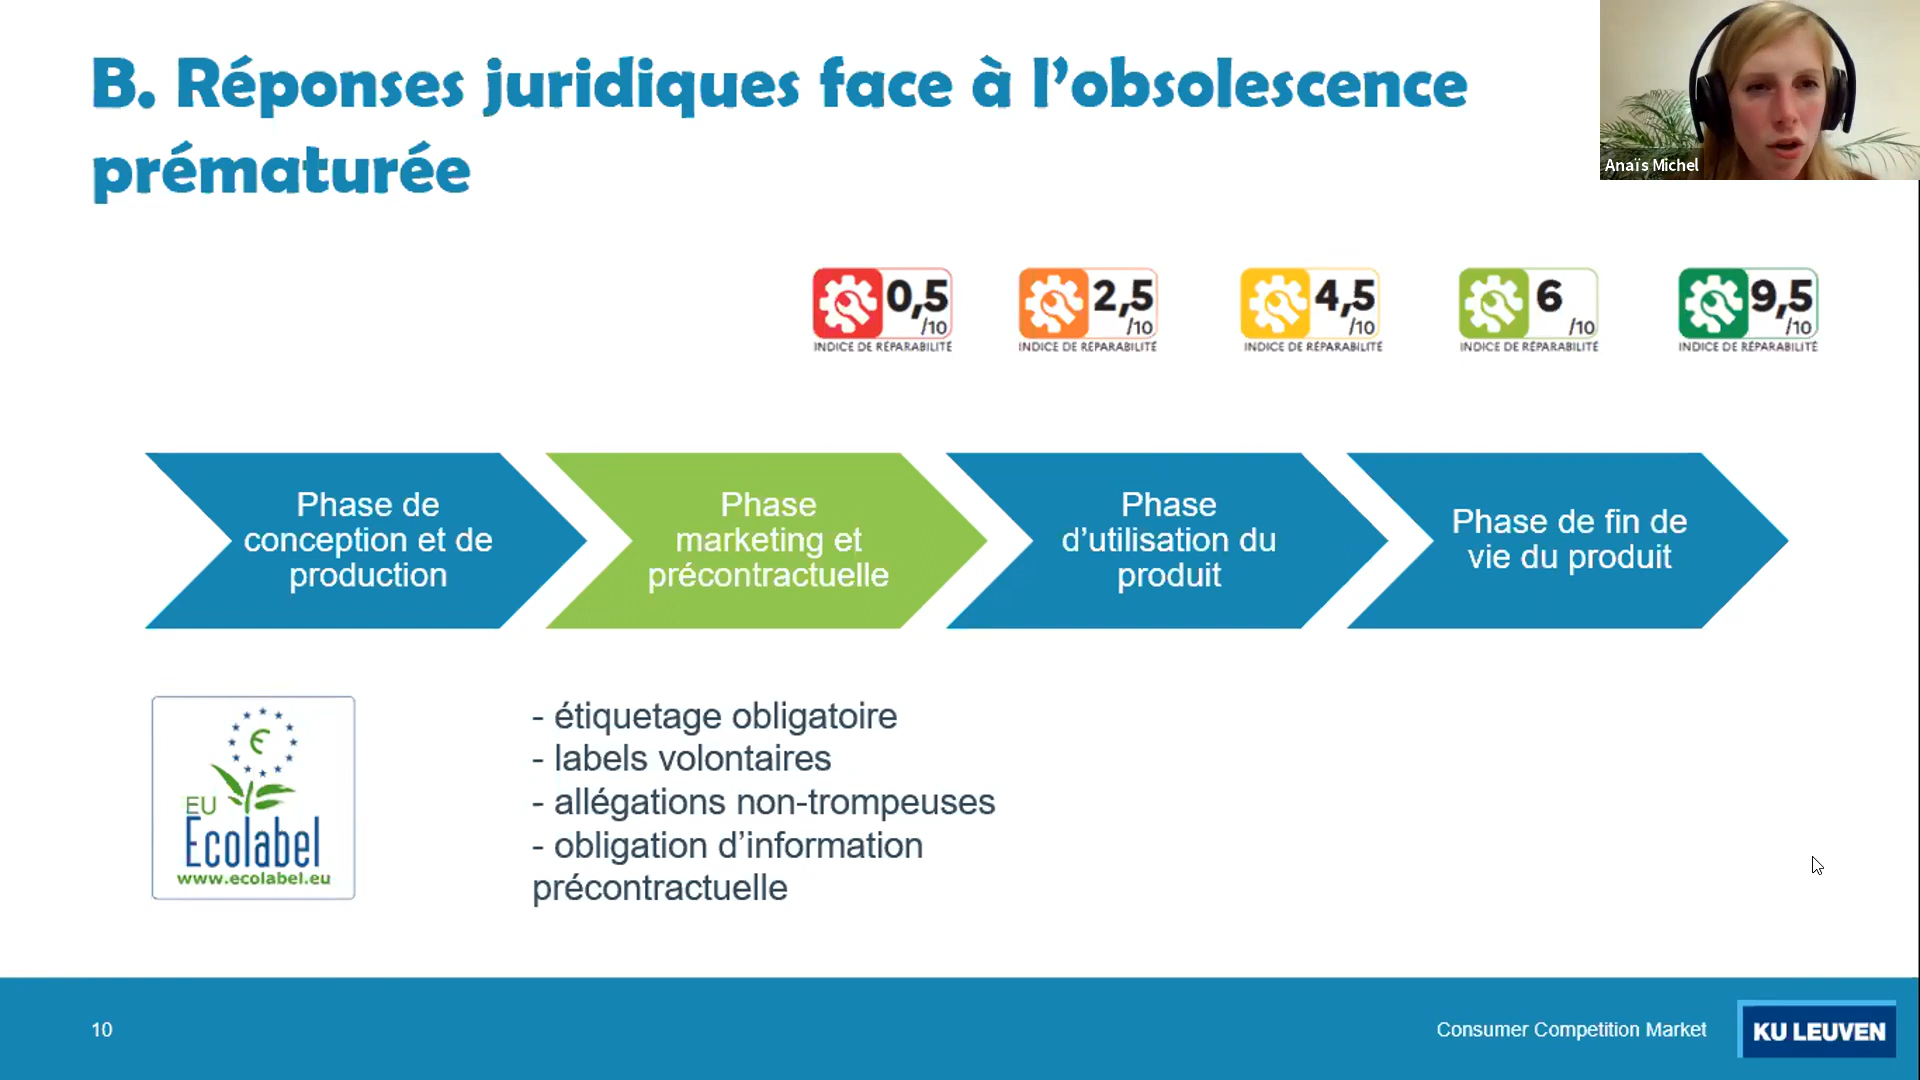 B. Réponses juridiques face à l’obsolescence
prématurée
Anaïs Michel
0,5
/10
INDICE DE RÉPARABILITÉ
2,5
/10
INDICE DE RÉPARABILITÉ
4,5
/10
INDICE DE RÉPARABILITÉ
6
/10
INDICE DE RÉPARABILITÉ
9,5
/10
INDICE DE RÉPARABILITÉ
Phase de
conception et de
production
Phase
marketing et
précontractuelle
Phase
d’utilisation du
produit
Phase de fin de
vie du produit
EU
Ecolabel
www.ecolabel.eu
- étiquetage obligatoire
- labels volontaires
- allégations non-trompeuses
- obligation d’information
précontractuelle
10
Consumer Competition Market
KU LEUVEN